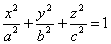 x²/a² + y²/b² + z²/c² = 1